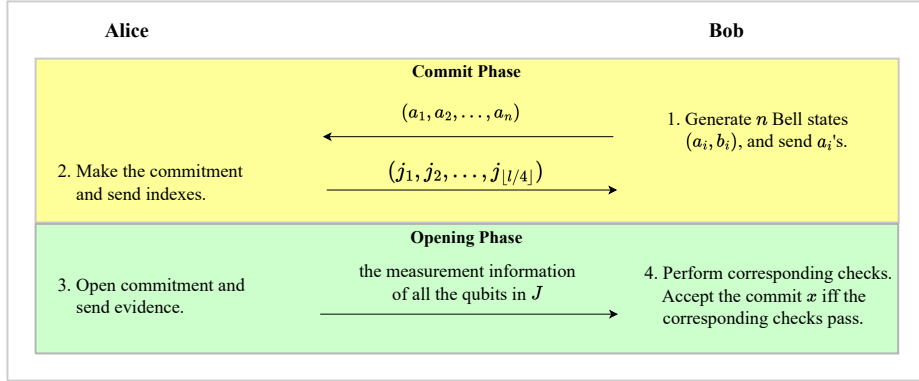 Alice
Bob
Commit Phase
(a₁, a₂, . . . , aₙ)
1. Generate n Bell states
(aᵢ, bᵢ), and send aᵢ's.
2. Make the commitment
and send indexes.
(j₁, j₂, . . . , j⌊l/4⌋)
Opening Phase
3. Open commitment and
send evidence.
the measurement information
of all the qubits in J
4. Perform corresponding checks.
Accept the commit x iff the
corresponding checks pass.